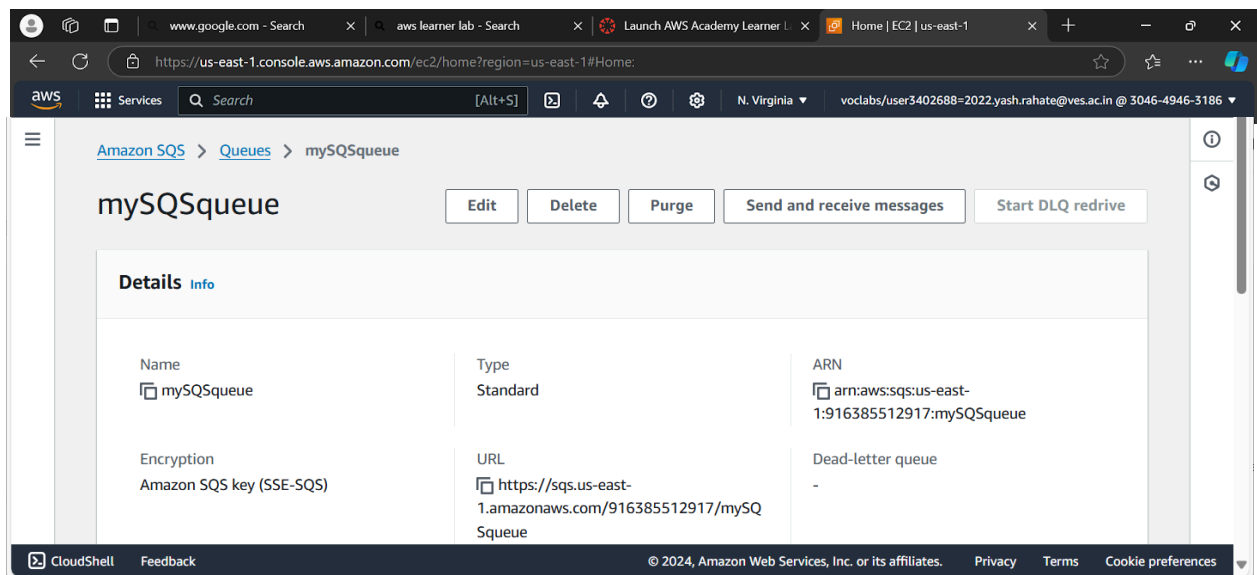 www.google.com - Search
aws learner lab - Search
Launch AWS Academy Learner L
Home | EC2 | us-east-1
https://us-east-1.console.aws.amazon.com/ec2/home?region=us-east-1#Home:
aws
Services
Search
[Alt+S]
N. Virginia
voclabs/user3402688=2022.yash.rahate@ves.ac.in @ 3046-4946-3186
Amazon SQS > Queues > mySQSqueue
mySQSqueue
Edit
Delete
Purge
Send and receive messages
Start DLQ redrive
Details Info
Name
mySQSqueue
Type
Standard
ARN
arn:aws:sqs:us-east-
1:916385512917:mySQSqueue
Encryption
Amazon SQS key (SSE-SQS)
URL
https://sqs.us-east-
1.amazonaws.com/916385512917/mySQ
Squeue
Dead-letter queue
-
CloudShell
Feedback
© 2024, Amazon Web Services, Inc. or its affiliates.
Privacy
Terms
Cookie preferences